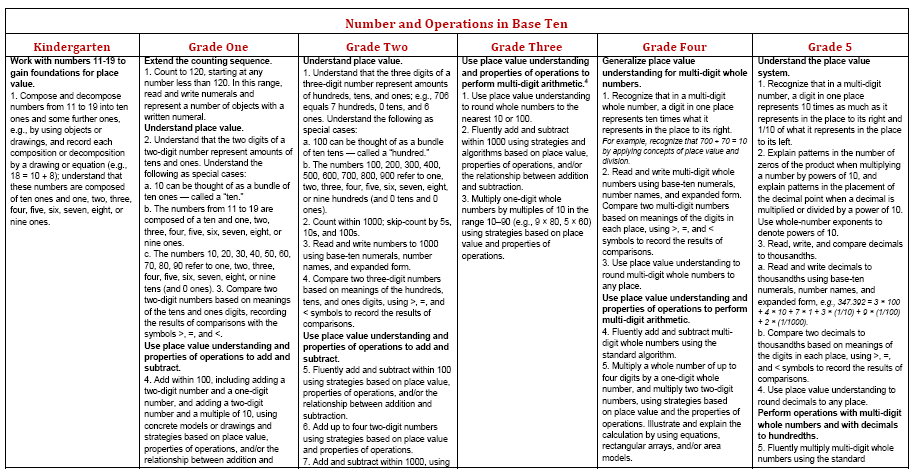 Number and Operations in Base Ten
Kindergarten
Work with numbers 11-19 to
gain foundations for place
value.
1. Compose and decompose
numbers from 11 to 19 into ten
ones and some further ones,
e.g., by using objects or
drawings, and record each
composition or decomposition
by a drawing or equation (e.g.,
18 = 10 + 8); understand that
these numbers are composed
of ten ones and one, two, three,
four, five, six, seven, eight, or
nine ones.
Grade One
Extend the counting sequence.
1. Count to 120, starting at any
number less than 120. In this range,
read and write numerals and
represent a number of objects with a
written numeral.
Understand place value.
2. Understand that the two digits of a
two-digit number represent amounts of
tens and ones. Understand the
following as special cases:
a. 10 can be thought of as a bundle of
ten ones — called a "ten."
b. The numbers from 11 to 19 are
composed of a ten and one, two,
three, four, five, six, seven, eight, or
nine ones.
c. The numbers 10, 20, 30, 40, 50, 60,
70, 80, 90 refer to one, two, three,
four, five, six, seven, eight, or nine
tens (and 0 ones). 3. Compare two
two-digit numbers based on meanings
of the tens and ones digits, recording
the results of comparisons with the
symbols >, =, and <.
Use place value understanding and
properties of operations to add and
subtract.
4. Add within 100, including adding a
two-digit number and a one-digit
number, and adding a two-digit
number and a multiple of 10, using
concrete models or drawings and
strategies based on place value,
properties of operations, and/or the
relationship between addition and
Grade Two
Understand place value.
1. Understand that the three digits of a
three-digit number represent amounts
of hundreds, tens, and ones; e.g., 706
equals 7 hundreds, 0 tens, and 6
ones. Understand the following as
special cases:
a. 100 can be thought of as a bundle
of ten tens — called a "hundred."
b. The numbers 100, 200, 300, 400,
500, 600, 700, 800, 900 refer to one,
two, three, four, five, six, seven, eight,
or nine hundreds (and 0 tens and 0
ones).
2. Count within 1000; skip-count by 5s,
10s, and 100s.
3. Read and write numbers to 1000
using base-ten numerals, number
names, and expanded form.
4. Compare two three-digit numbers
based on meanings of the hundreds,
tens, and ones digits, using >, =, and
< symbols to record the results of
comparisons.
Use place value understanding and
properties of operations to add and
subtract.
5. Fluently add and subtract within 100
using strategies based on place value,
properties of operations, and/or the
relationship between addition and
subtraction.
6. Add up to four two-digit numbers
using strategies based on place value
and properties of operations.
7. Add and subtract within 1000, using
Grade Three
Use place value understanding
and properties of operations to
perform multi-digit arithmetic.⁴
1. Use place value understanding
to round whole numbers to the
nearest 10 or 100.
2. Fluently add and subtract
within 1000 using strategies and
algorithms based on place value,
properties of operations, and/or
the relationship between addition
and subtraction.
3. Multiply one-digit whole
numbers by multiples of 10 in the
range 10–90 (e.g., 9 × 80, 5 × 60)
using strategies based on place
value and properties of
operations.
Grade Four
Generalize place value
understanding for multi-digit whole
numbers.
1. Recognize that in a multi-digit
whole number, a digit in one place
represents ten times what it
represents in the place to its right.
For example, recognize that 700 ÷ 70 = 10
by applying concepts of place value and
division.
2. Read and write multi-digit whole
numbers using base-ten numerals,
number names, and expanded form.
Compare two multi-digit numbers
based on meanings of the digits in
each place, using >, =, and <
symbols to record the results of
comparisons.
3. Use place value understanding to
round multi-digit whole numbers to
any place.
Use place value understanding and
properties of operations to perform
multi-digit arithmetic.
4. Fluently add and subtract multi-
digit whole numbers using the
standard algorithm.
5. Multiply a whole number of up to
four digits by a one-digit whole
number, and multiply two two-digit
numbers, using strategies based
on place value and the properties of
operations. Illustrate and explain the
calculation by using equations,
rectangular arrays, and/or area
models.
Grade 5
Understand the place value
system.
1. Recognize that in a multi-digit
number, a digit in one place
represents 10 times as much as it
represents in the place to its right and
1/10 of what it represents in the place
to its left.
2. Explain patterns in the number of
zeros of the product when multiplying
a number by powers of 10, and
explain patterns in the placement of
the decimal point when a decimal is
multiplied or divided by a power of 10.
Use whole-number exponents to
denote powers of 10.
3. Read, write, and compare decimals
to thousandths.
a. Read and write decimals to
thousandths using base-ten
numerals, number names, and
expanded form, e.g., 347.392 = 3 × 100
+ 4 × 10 + 7 × 1 + 3 × (1/10) + 9 × (1/100)
+ 2 × (1/1000).
b. Compare two decimals to
thousandths based on meanings of
the digits in each place, using >, =,
and < symbols to record the results of
comparisons.
4. Use place value understanding to
round decimals to any place.
Perform operations with multi-digit
whole numbers and with decimals
to hundredths.
5. Fluently multiply multi-digit whole
numbers using the standard